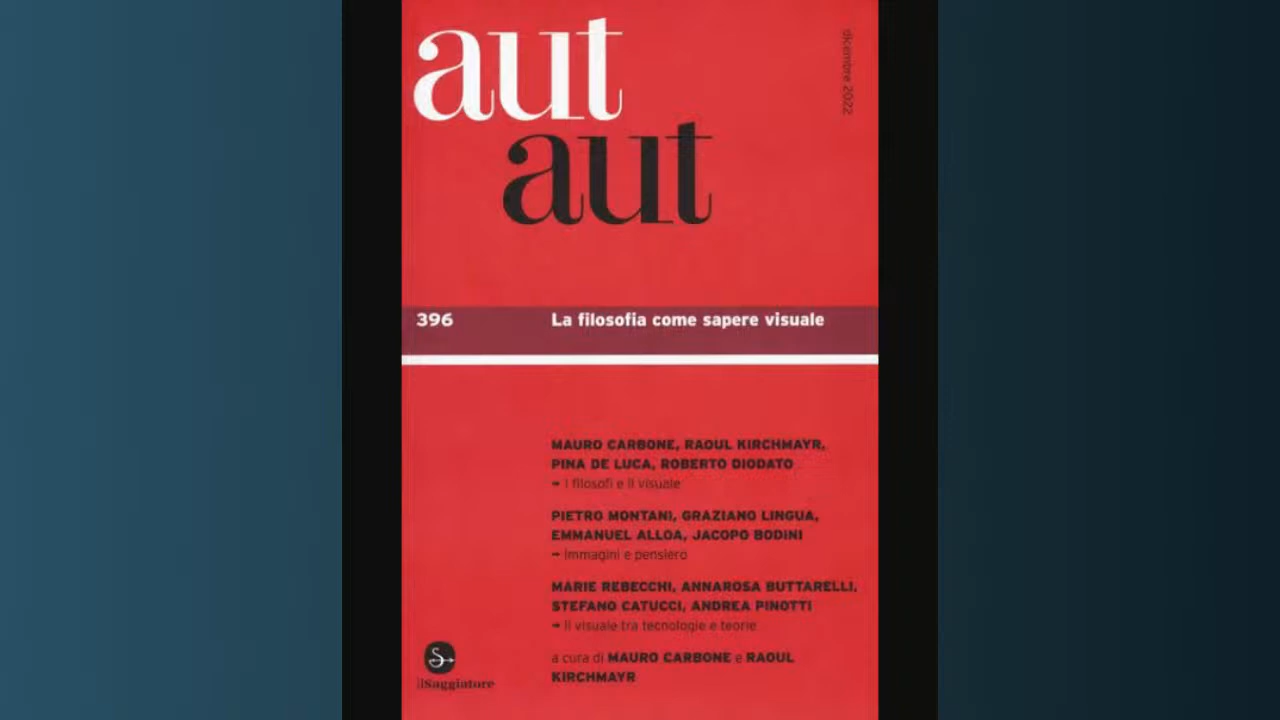 aut
aut
dicembre 2022
396 La filosofia come sapere visuale
MAURO CARBONE, RAOUL KIRCHMAYR,
PINA DE LUCA, ROBERTO DIODATO
➞ I filosofi e il visuale
PIETRO MONTANI, GRAZIANO LINGUA,
EMMANUEL ALLOA, JACOPO BODINI
➞ Immagini e pensiero
MARIE REBECCHI, ANNAROSA BUTTARELLI,
STEFANO CATUCCI, ANDREA PINOTTI
➞ Il visuale tra tecnologie e teorie
a cura di MAURO CARBONE e RAOUL
KIRCHMAYR
ilSaggiatore